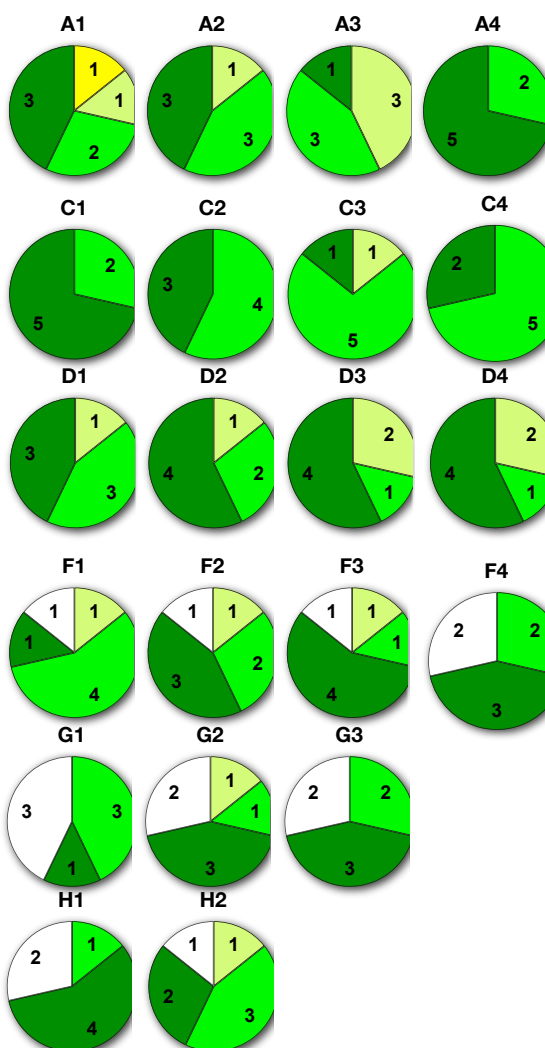 A1 A2 A3 A4
1 1 2 3
1 3 3
3 3 1
2 5
C1 C2 C3 C4
2 5
4 3
1 5 1
5 2
D1 D2 D3 D4
1 3 3
1 2 4
2 1 4
2 1 4
F1 F2 F3 F4
1 4 1 1
1 2 3 1
1 1 4 1
2 3 2
G1 G2 G3
3 1 3
1 1 3 2
2 3 2
H1 H2
1 4 2
1 3 2 1